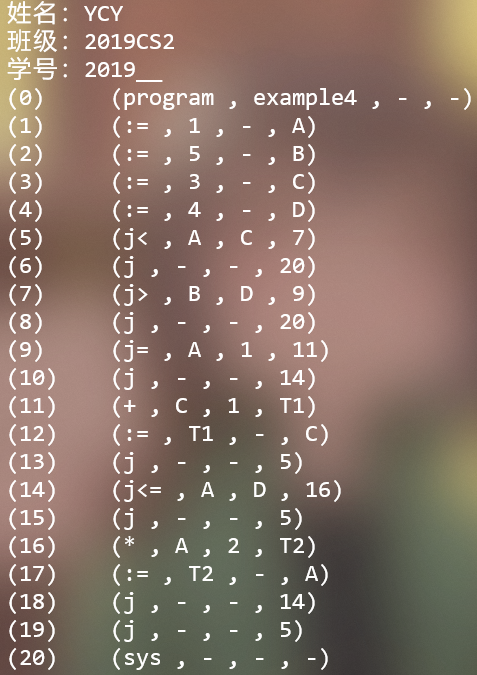 姓名: YCY
班级: 2019CS2
学号: 2019__
(0) (program , example4 , - , -)
(1) (:= , 1 , - , A)
(2) (:= , 5 , - , B)
(3) (:= , 3 , - , C)
(4) (:= , 4 , - , D)
(5) (j< , A , C , 7)
(6) (j , - , - , 20)
(7) (j> , B , D , 9)
(8) (j , - , - , 20)
(9) (j= , A , 1 , 11)
(10) (j , - , - , 14)
(11) (+ , C , 1 , T1)
(12) (:= , T1 , - , C)
(13) (j , - , - , 5)
(14) (j<= , A , D , 16)
(15) (j , - , - , 5)
(16) (* , A , 2 , T2)
(17) (:= , T2 , - , A)
(18) (j , - , - , 14)
(19) (j , - , - , 5)
(20) (sys , - , - , -)